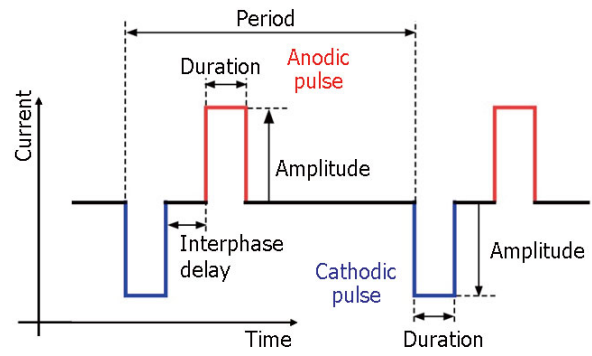 Period
Duration
Anodic
pulse
Current
Amplitude
Interphase
delay
Cathodic
pulse
Amplitude
Time
Duration